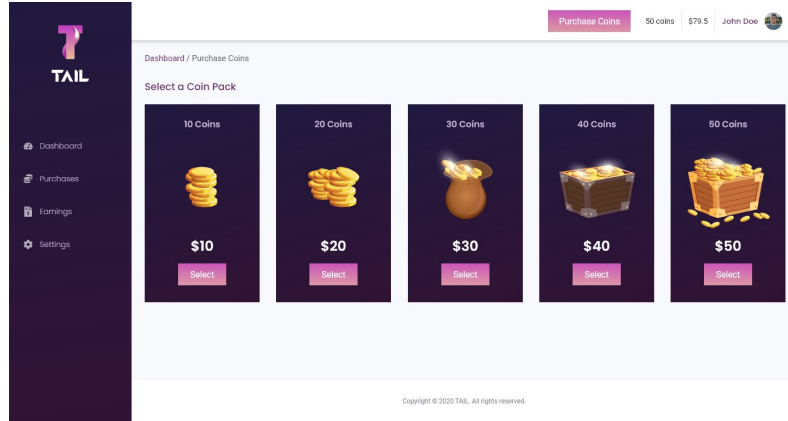 TAIL
Purchase Coins
50 coins
$79.5
John Doe
Dashboard
Purchases
Earnings
Settings
Dashboard / Purchase Coins
Select a Coin Pack
10 Coins
$10
Select
20 Coins
$20
Select
30 Coins
$30
Select
40 Coins
$40
Select
50 Coins
$50
Select
Copyright © 2020 TAIL. All rights reserved.